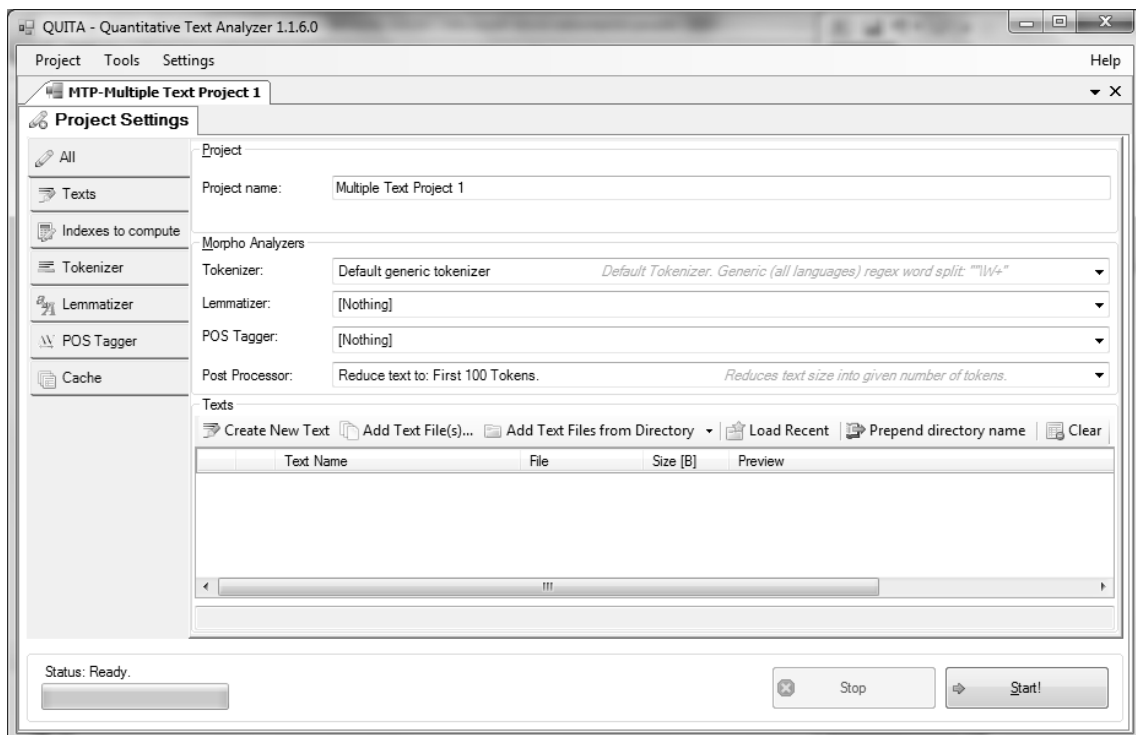 QUITA - Quantitative Text Analyzer 1.1.6.0
Project Tools Settings Help
MTP-Multiple Text Project 1
Project Settings
All
Texts
Indexes to compute
Tokenizer
Lemmatizer
POS Tagger
Cache
Project
Project name: Multiple Text Project 1
Morpho Analyzers
Tokenizer: Default generic tokenizer Default Tokenizer. Generic (all languages) regex word split: ""\W+"
Lemmatizer: [Nothing]
POS Tagger: [Nothing]
Post Processor: Reduce text to: First 100 Tokens. Reduces text size into given number of tokens.
Texts
Create New Text Add Text File(s)... Add Text Files from Directory Load Recent Prepend directory name Clear
Text Name File Size [B] Preview
Status: Ready.
Stop Start!